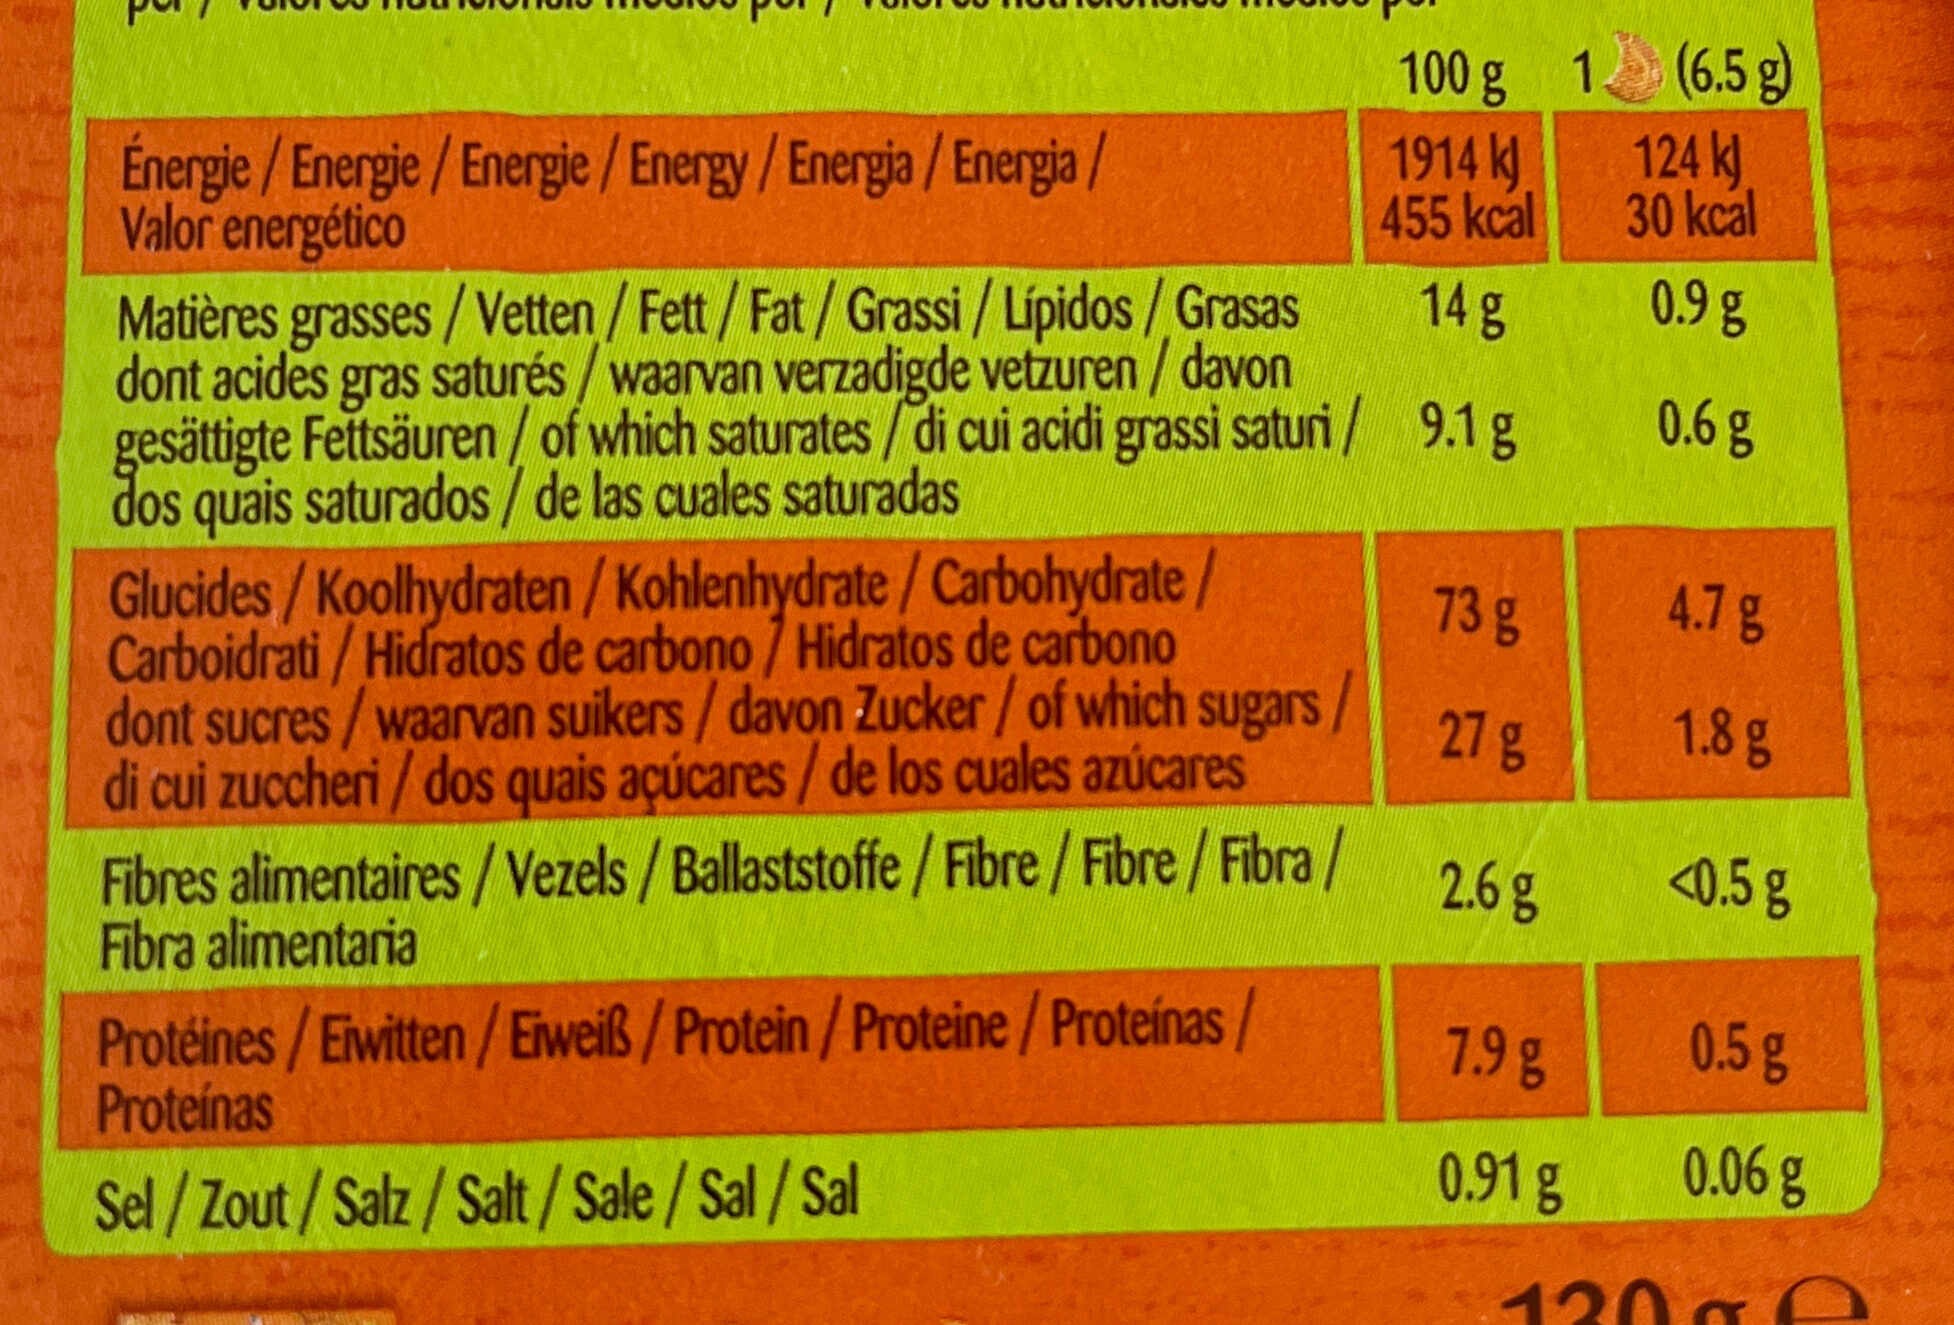 100 g 1 (6.5 g)
Énergie / Energie / Energie / Energy / Energia / Energia / 1914 kJ 124 kJ
Valor energético 455 kcal 30 kcal
Matières grasses / Vetten / Fett / Fat / Grassi / Lípidos / Grasas 14 g 0.9 g
dont acides gras saturés / waarvan verzadigde vetzuren / davon
gesättigte Fettsäuren / of which saturates / di cui acidi grassi saturi / 9.1 g 0.6 g
dos quais saturados / de las cuales saturadas
Glucides / Koolhydraten / Kohlenhydrate / Carbohydrate / 73 g 4.7 g
Carboidrati / Hidratos de carbono / Hidratos de carbono
dont sucres / waarvan suikers / davon Zucker / of which sugars / 27 g 1.8 g
di cui zuccheri / dos quais açúcares / de los cuales azúcares
Fibres alimentaires / Vezels / Ballaststoffe / Fibre / Fibre / Fibra / 2.6 g <0.5 g
Fibra alimentaria
Protéines / Eiwitten / Eiweiß / Protein / Proteine / Proteínas / 7.9 g 0.5 g
Proteínas
Sel / Zout / Salz / Salt / Sale / Sal / Sal 0.91 g 0.06 g
130 g e